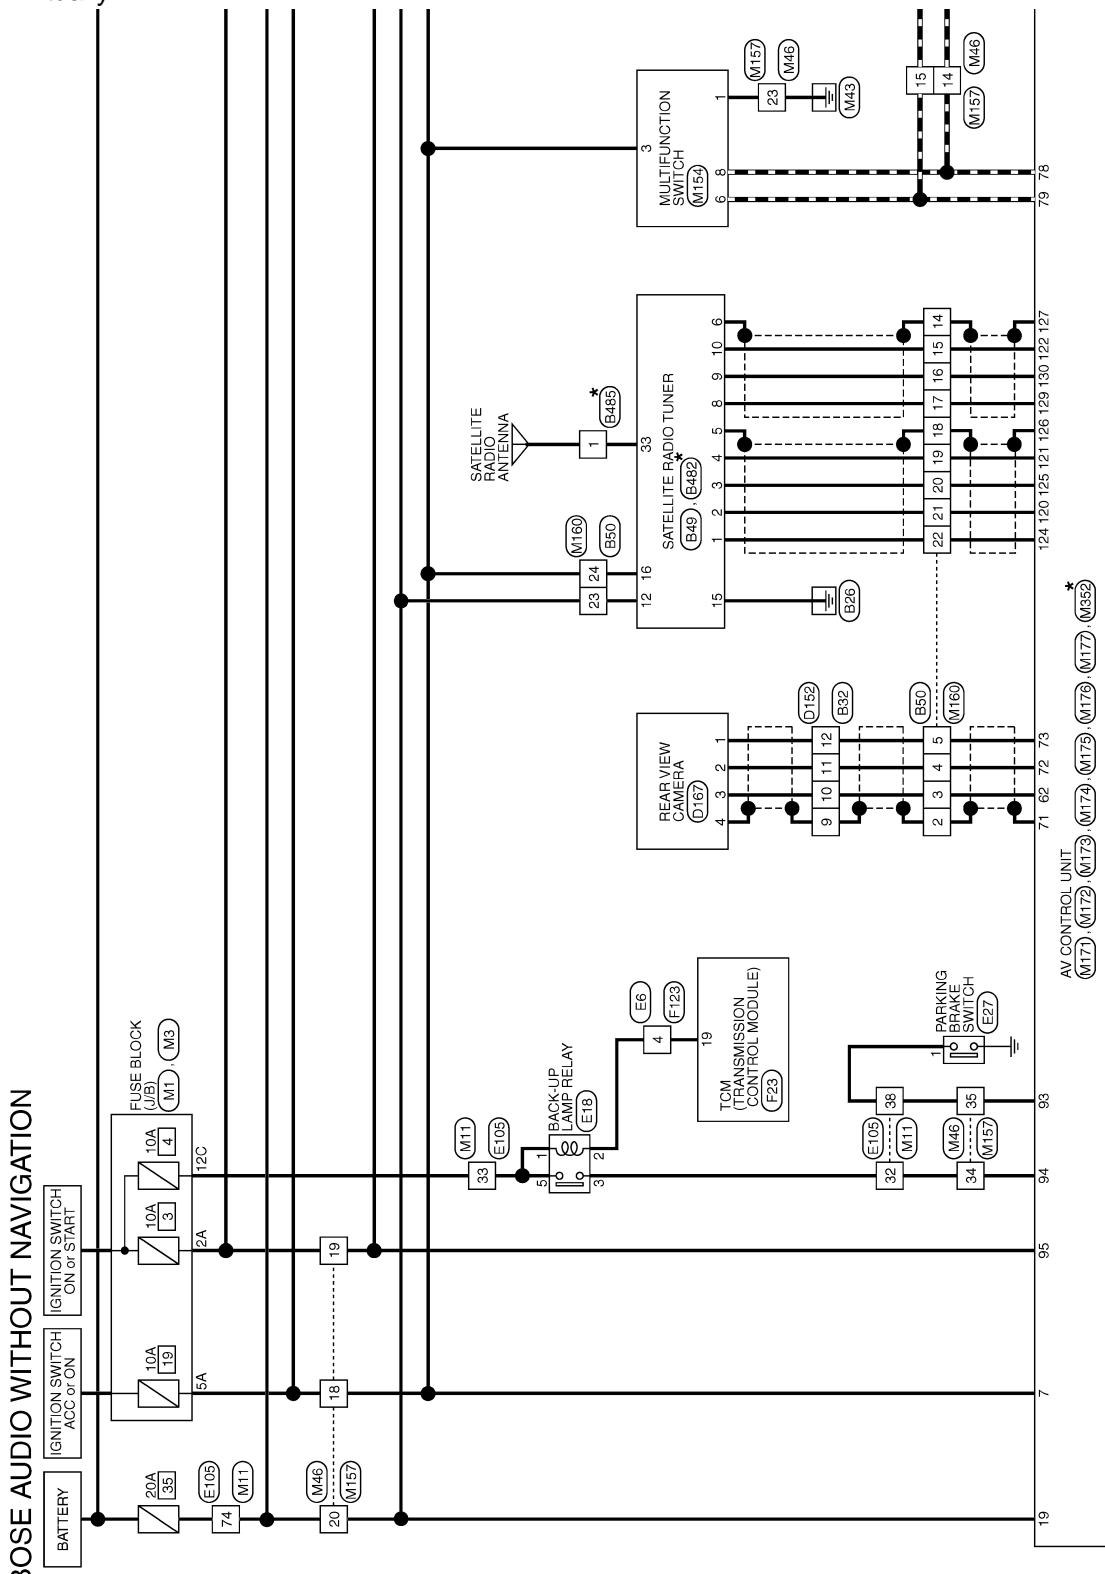 BOSE AUDIO WITHOUT NAVIGATION
BATTERY
IGNITION SWITCH
ACC or ON
IGNITION SWITCH
ON or START
20A
35
10A
19
10A
3
10A
4
FUSE BLOCK
(J/B)
M1 , M3
5A
2A
12C
74
E105
M11
20
M46
M157
18
19
33
M11
E105
BACK-UP
LAMP RELAY
E18
5
1
3
2
4
E6
F123
19
TCM
(TRANSMISSION
CONTROL MODULE)
F23
32
E105
M11
38
34
M46
M157
35
1
PARKING
BRAKE
SWITCH
E27
REAR VIEW
CAMERA
D167
4
3
2
1
9
10
11
12
D152
B32
2
3
4
5
B50
M160
SATELLITE
RADIO
ANTENNA
1
B485
*
33
23
24
M160
B50
12
16
SATELLITE RADIO TUNER
B49 , B482
*
15
1
2
3
4
5
8
9
10
6
B26
22
21
20
19
18
17
16
15
14
MULTIFUNCTION
SWITCH
M154
3
1
6
8
23
M157
M46
M43
15
14
M46
M157
19
7
95
94
93
71
62
72
73
124
120
125
121
126
129
130
122
127
79
78
AV CONTROL UNIT
M171 , M172 , M173 , M174 , M175 , M176 , M177 , M352
*